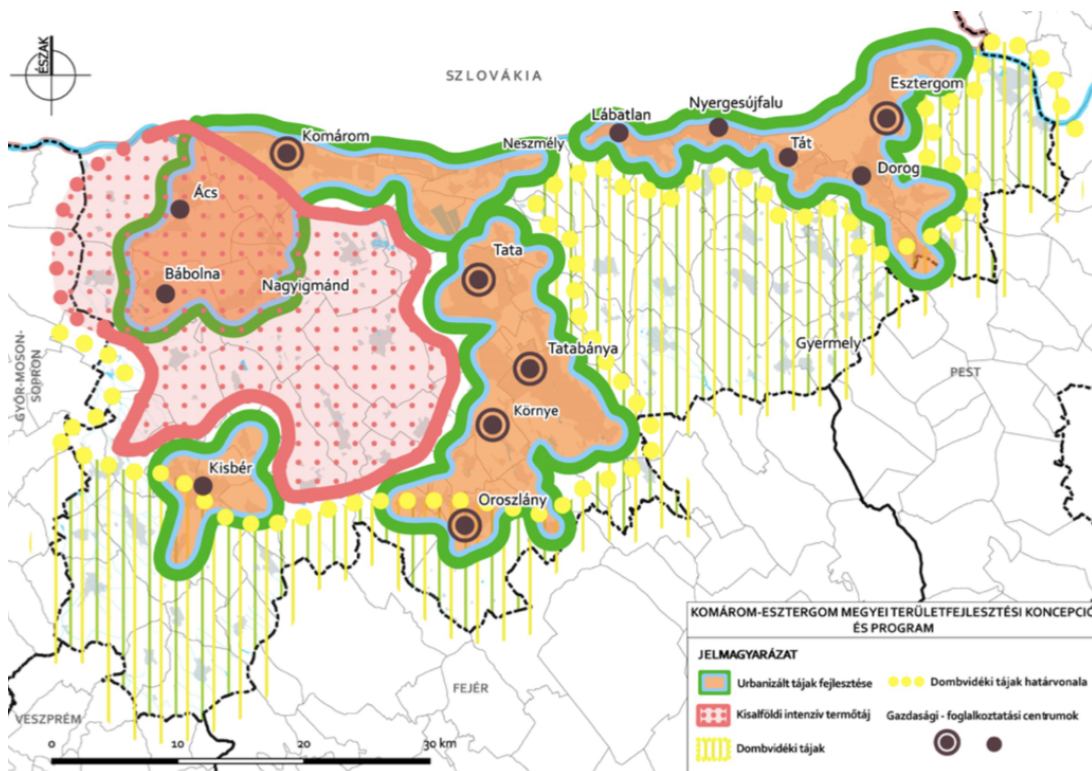 ÉSZAK
SZLOVÁKIA
Esztergom
Nyergesújfalu
Lábatlan
Komárom
Neszmély
Tát
Dorog
Ács
Tata
Bábolna
Nagyigmánd
Tatabánya
Gyermely
GYŐR-MOSON-
SOPRON
PEST
Környe
Kisbér
Oroszlány
FEJÉR
VESZPRÉM
0 10 20 30 km
KOMÁROM-ESZTERGOM MEGYEI TERÜLETFEJLESZTÉSI KONCEPCIÓ
ÉS PROGRAM
JELMAGYARÁZAT
Urbanizált tájak fejlesztése
Dombvidéki tájak határvonala
Kisalföldi intenzív termőtáj
Gazdasági - foglalkoztatási centrumok
Dombvidéki tájak